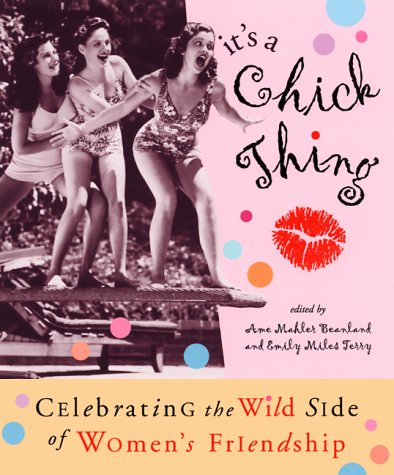 it's a
Chick
Thing
edited by
Ame Mahler Beanland
and Emily Miles Terry
CElebratinG the Wild SIde
of WOmen's FrIendship